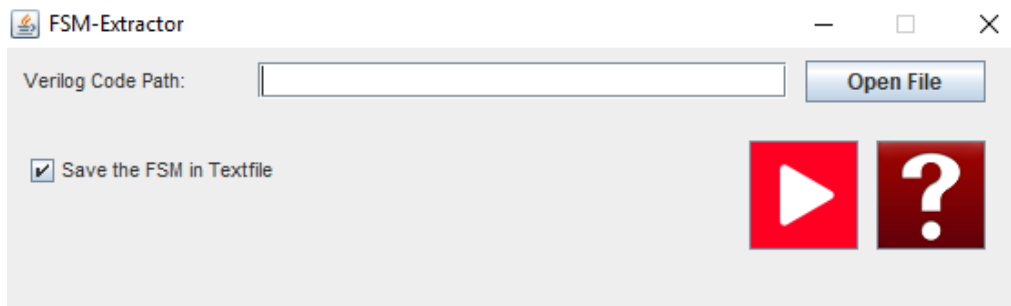 FSM-Extractor
Verilog Code Path:
Open File
Save the FSM in Textfile
?